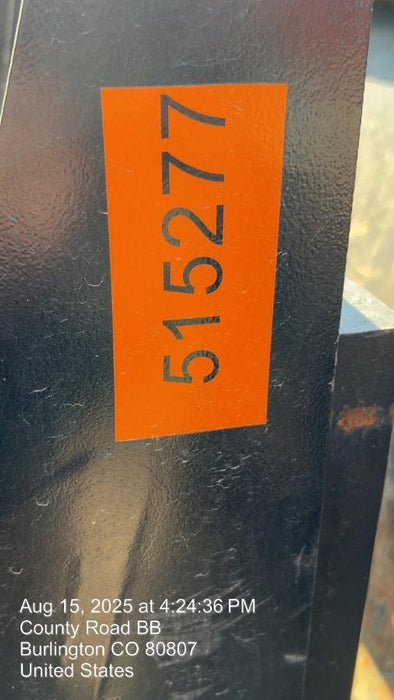 515277
Aug 15, 2025 at 4:24:36 PM
County Road BB
Burlington CO 80807
United States